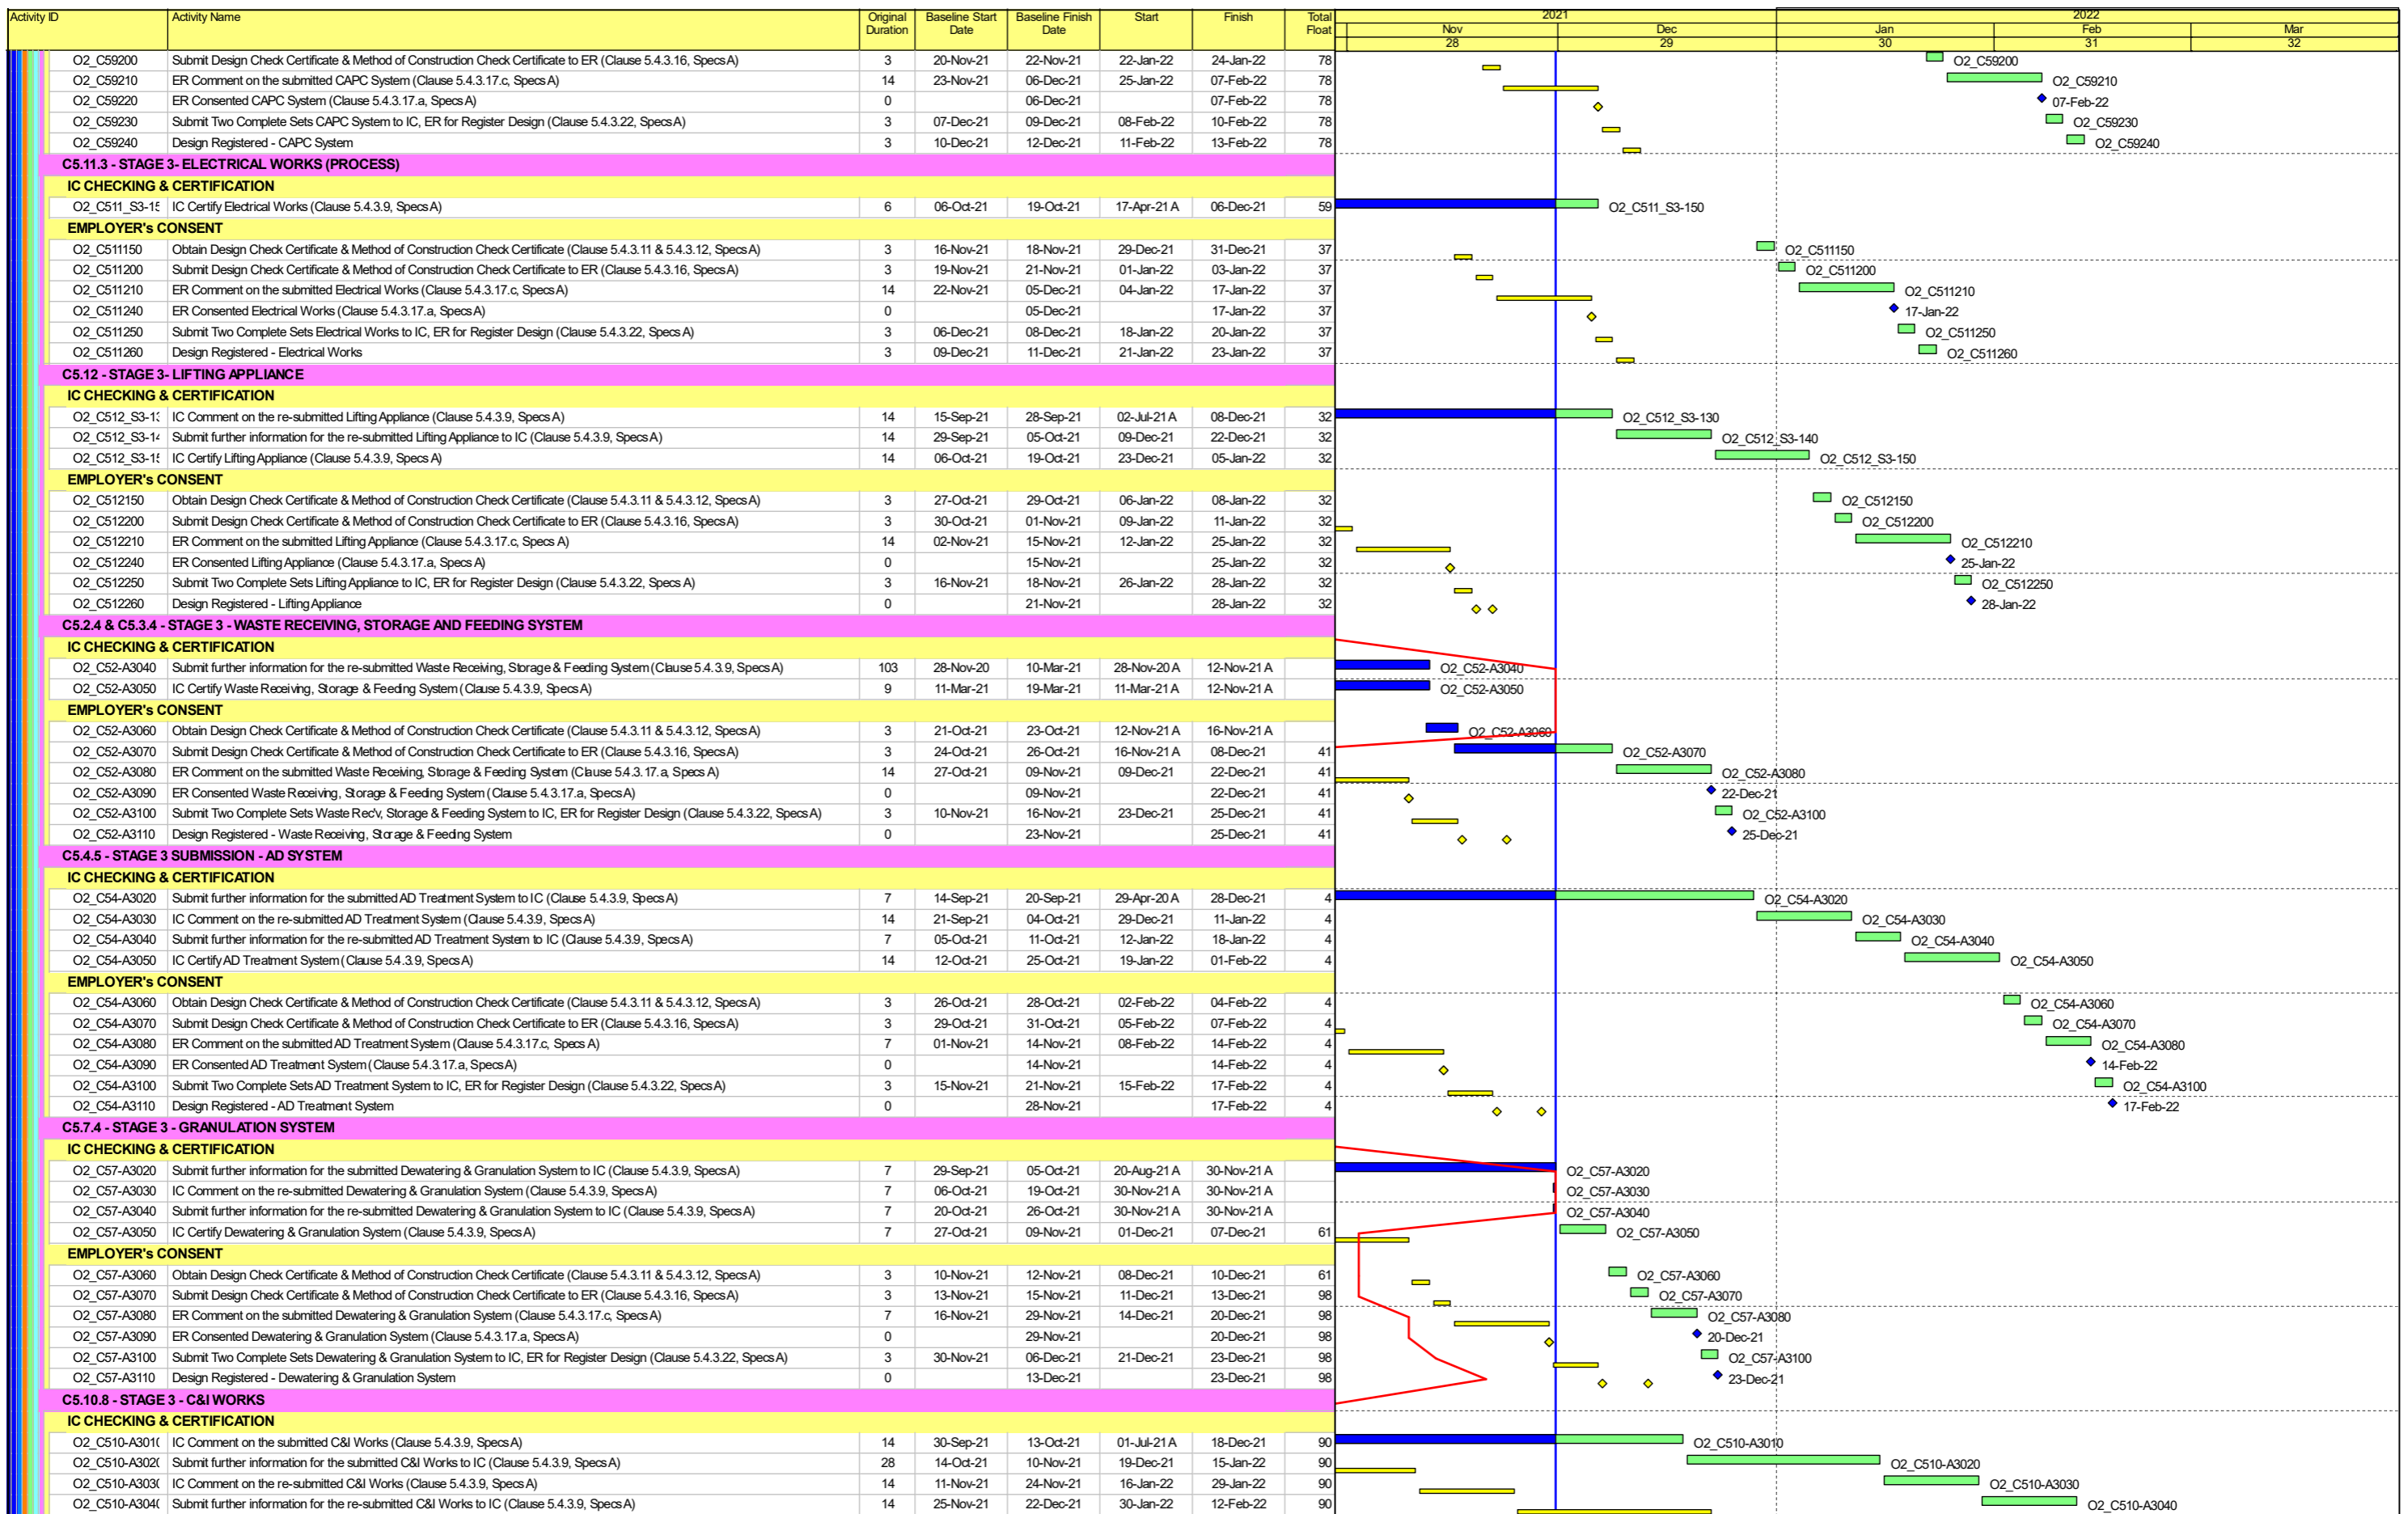 Activity ID Activity Name Original Duration Baseline Start Date Baseline Finish Date Start Finish Total Float 2021 2022
Nov Dec Jan Feb Mar
28 29 30 31 32
O2_C59200 Submit Design Check Certificate & Method of Construction Check Certificate to ER (Clause 5.4.3.16, Specs A) 3 20-Nov-21 22-Nov-21 22-Jan-22 24-Jan-22 78 O2_C59200
O2_C59210 ER Comment on the submitted CAPC System (Clause 5.4.3.17.c, Specs A) 14 23-Nov-21 06-Dec-21 25-Jan-22 07-Feb-22 78 O2_C59210
O2_C59220 ER Consented CAPC System (Clause 5.4.3.17.a, Specs A) 0 06-Dec-21 07-Feb-22 78 07-Feb-22
O2_C59230 Submit Two Complete Sets CAPC System to IC, ER for Register Design (Clause 5.4.3.22, Specs A) 3 07-Dec-21 09-Dec-21 08-Feb-22 10-Feb-22 78 O2_C59230
O2_C59240 Design Registered - CAPC System 3 10-Dec-21 12-Dec-21 11-Feb-22 13-Feb-22 78 O2_C59240
C5.11.3 - STAGE 3- ELECTRICAL WORKS (PROCESS)
IC CHECKING & CERTIFICATION
O2_C511_S3-15 IC Certify Electrical Works (Clause 5.4.3.9, Specs A) 6 06-Oct-21 19-Oct-21 17-Apr-21 A 06-Dec-21 59 O2_C511_S3-150
EMPLOYER's CONSENT
O2_C511150 Obtain Design Check Certificate & Method of Construction Check Certificate (Clause 5.4.3.11 & 5.4.3.12, Specs A) 3 16-Nov-21 18-Nov-21 29-Dec-21 31-Dec-21 37 O2_C511150
O2_C511200 Submit Design Check Certificate & Method of Construction Check Certificate to ER (Clause 5.4.3.16, Specs A) 3 19-Nov-21 21-Nov-21 01-Jan-22 03-Jan-22 37 O2_C511200
O2_C511210 ER Comment on the submitted Electrical Works (Clause 5.4.3.17.c, Specs A) 14 22-Nov-21 05-Dec-21 04-Jan-22 17-Jan-22 37 O2_C511210
O2_C511240 ER Consented Electrical Works (Clause 5.4.3.17.a, Specs A) 0 05-Dec-21 17-Jan-22 37 17-Jan-22
O2_C511250 Submit Two Complete Sets Electrical Works to IC, ER for Register Design (Clause 5.4.3.22, Specs A) 3 06-Dec-21 08-Dec-21 18-Jan-22 20-Jan-22 37 O2_C511250
O2_C511260 Design Registered - Electrical Works 3 09-Dec-21 11-Dec-21 21-Jan-22 23-Jan-22 37 O2_C511260
C5.12 - STAGE 3- LIFTING APPLIANCE
IC CHECKING & CERTIFICATION
O2_C512_S3-13 IC Comment on the re-submitted Lifting Appliance (Clause 5.4.3.9, Specs A) 14 15-Sep-21 28-Sep-21 02-Jul-21 A 08-Dec-21 32 O2_C512_S3-130
O2_C512_S3-14 Submit further information for the re-submitted Lifting Appliance to IC (Clause 5.4.3.9, Specs A) 14 29-Sep-21 05-Oct-21 09-Dec-21 22-Dec-21 32 O2_C512_S3-140
O2_C512_S3-15 IC Certify Lifting Appliance (Clause 5.4.3.9, Specs A) 14 06-Oct-21 19-Oct-21 23-Dec-21 05-Jan-22 32 O2_C512_S3-150
EMPLOYER's CONSENT
O2_C512150 Obtain Design Check Certificate & Method of Construction Check Certificate (Clause 5.4.3.11 & 5.4.3.12, Specs A) 3 27-Oct-21 29-Oct-21 06-Jan-22 08-Jan-22 32 O2_C512150
O2_C512200 Submit Design Check Certificate & Method of Construction Check Certificate to ER (Clause 5.4.3.16, Specs A) 3 30-Oct-21 01-Nov-21 09-Jan-22 11-Jan-22 32 O2_C512200
O2_C512210 ER Comment on the submitted Lifting Appliance (Clause 5.4.3.17.c, Specs A) 14 02-Nov-21 15-Nov-21 12-Jan-22 25-Jan-22 32 O2_C512210
O2_C512240 ER Consented Lifting Appliance (Clause 5.4.3.17.a, Specs A) 0 15-Nov-21 25-Jan-22 32 25-Jan-22
O2_C512250 Submit Two Complete Sets Lifting Appliance to IC, ER for Register Design (Clause 5.4.3.22, Specs A) 3 16-Nov-21 18-Nov-21 26-Jan-22 28-Jan-22 32 O2_C512250
O2_C512260 Design Registered - Lifting Appliance 0 21-Nov-21 28-Jan-22 32 28-Jan-22
C5.2.4 & C5.3.4 - STAGE 3 - WASTE RECEIVING, STORAGE AND FEEDING SYSTEM
IC CHECKING & CERTIFICATION
O2_C52-A3040 Submit further information for the re-submitted Waste Receiving, Storage & Feeding System (Clause 5.4.3.9, Specs A) 103 28-Nov-20 10-Mar-21 28-Nov-20 A 12-Nov-21 A O2_C52-A3040
O2_C52-A3050 IC Certify Waste Receiving, Storage & Feeding System (Clause 5.4.3.9, Specs A) 9 11-Mar-21 19-Mar-21 11-Mar-21 A 12-Nov-21 A O2_C52-A3050
EMPLOYER's CONSENT
O2_C52-A3060 Obtain Design Check Certificate & Method of Construction Check Certificate (Clause 5.4.3.11 & 5.4.3.12, Specs A) 3 21-Oct-21 23-Oct-21 12-Nov-21 A 16-Nov-21 A O2_C52-A3060
O2_C52-A3070 Submit Design Check Certificate & Method of Construction Check Certificate to ER (Clause 5.4.3.16, Specs A) 3 24-Oct-21 26-Oct-21 16-Nov-21 A 08-Dec-21 41 O2_C52-A3070
O2_C52-A3080 ER Comment on the submitted Waste Receiving, Storage & Feeding System (Clause 5.4.3.17.a, Specs A) 14 27-Oct-21 09-Nov-21 09-Dec-21 22-Dec-21 41 O2_C52-A3080
O2_C52-A3090 ER Consented Waste Receiving, Storage & Feeding System (Clause 5.4.3.17.a, Specs A) 0 09-Nov-21 22-Dec-21 41 22-Dec-21
O2_C52-A3100 Submit Two Complete Sets Waste Rec'v, Storage & Feeding System to IC, ER for Register Design (Clause 5.4.3.22, Specs A) 3 10-Nov-21 16-Nov-21 23-Dec-21 25-Dec-21 41 O2_C52-A3100
O2_C52-A3110 Design Registered - Waste Receiving, Storage & Feeding System 0 23-Nov-21 25-Dec-21 41 25-Dec-21
C5.4.5 - STAGE 3 SUBMISSION - AD SYSTEM
IC CHECKING & CERTIFICATION
O2_C54-A3020 Submit further information for the submitted AD Treatment System to IC (Clause 5.4.3.9, Specs A) 7 14-Sep-21 20-Sep-21 29-Apr-20 A 28-Dec-21 4 O2_C54-A3020
O2_C54-A3030 IC Comment on the re-submitted AD Treatment System (Clause 5.4.3.9, Specs A) 14 21-Sep-21 04-Oct-21 29-Dec-21 11-Jan-22 4 O2_C54-A3030
O2_C54-A3040 Submit further information for the re-submitted AD Treatment System to IC (Clause 5.4.3.9, Specs A) 7 05-Oct-21 11-Oct-21 12-Jan-22 18-Jan-22 4 O2_C54-A3040
O2_C54-A3050 IC Certify AD Treatment System (Clause 5.4.3.9, Specs A) 14 12-Oct-21 25-Oct-21 19-Jan-22 01-Feb-22 4 O2_C54-A3050
EMPLOYER's CONSENT
O2_C54-A3060 Obtain Design Check Certificate & Method of Construction Check Certificate (Clause 5.4.3.11 & 5.4.3.12, Specs A) 3 26-Oct-21 28-Oct-21 02-Feb-22 04-Feb-22 4 O2_C54-A3060
O2_C54-A3070 Submit Design Check Certificate & Method of Construction Check Certificate to ER (Clause 5.4.3.16, Specs A) 3 29-Oct-21 31-Oct-21 05-Feb-22 07-Feb-22 4 O2_C54-A3070
O2_C54-A3080 ER Comment on the submitted AD Treatment System (Clause 5.4.3.17.c, Specs A) 7 01-Nov-21 14-Nov-21 08-Feb-22 14-Feb-22 4 O2_C54-A3080
O2_C54-A3090 ER Consented AD Treatment System (Clause 5.4.3.17.a, Specs A) 0 14-Nov-21 14-Feb-22 4 14-Feb-22
O2_C54-A3100 Submit Two Complete Sets AD Treatment System to IC, ER for Register Design (Clause 5.4.3.22, Specs A) 3 15-Nov-21 21-Nov-21 15-Feb-22 17-Feb-22 4 O2_C54-A3100
O2_C54-A3110 Design Registered - AD Treatment System 0 28-Nov-21 17-Feb-22 4 17-Feb-22
C5.7.4 - STAGE 3 - GRANULATION SYSTEM
IC CHECKING & CERTIFICATION
O2_C57-A3020 Submit further information for the submitted Dewatering & Granulation System to IC (Clause 5.4.3.9, Specs A) 7 29-Sep-21 05-Oct-21 20-Aug-21 A 30-Nov-21 A O2_C57-A3020
O2_C57-A3030 IC Comment on the re-submitted Dewatering & Granulation System (Clause 5.4.3.9, Specs A) 7 06-Oct-21 19-Oct-21 30-Nov-21 A 30-Nov-21 A O2_C57-A3030
O2_C57-A3040 Submit further information for the re-submitted Dewatering & Granulation System to IC (Clause 5.4.3.9, Specs A) 7 20-Oct-21 26-Oct-21 30-Nov-21 A 30-Nov-21 A O2_C57-A3040
O2_C57-A3050 IC Certify Dewatering & Granulation System (Clause 5.4.3.9, Specs A) 7 27-Oct-21 09-Nov-21 01-Dec-21 07-Dec-21 61 O2_C57-A3050
EMPLOYER's CONSENT
O2_C57-A3060 Obtain Design Check Certificate & Method of Construction Check Certificate (Clause 5.4.3.11 & 5.4.3.12, Specs A) 3 10-Nov-21 12-Nov-21 08-Dec-21 10-Dec-21 61 O2_C57-A3060
O2_C57-A3070 Submit Design Check Certificate & Method of Construction Check Certificate to ER (Clause 5.4.3.16, Specs A) 3 13-Nov-21 15-Nov-21 11-Dec-21 13-Dec-21 98 O2_C57-A3070
O2_C57-A3080 ER Comment on the submitted Dewatering & Granulation System (Clause 5.4.3.17.c, Specs A) 7 16-Nov-21 29-Nov-21 14-Dec-21 20-Dec-21 98 O2_C57-A3080
O2_C57-A3090 ER Consented Dewatering & Granulation System (Clause 5.4.3.17.a, Specs A) 0 29-Nov-21 20-Dec-21 98 20-Dec-21
O2_C57-A3100 Submit Two Complete Sets Dewatering & Granulation System to IC, ER for Register Design (Clause 5.4.3.22, Specs A) 3 30-Nov-21 06-Dec-21 21-Dec-21 23-Dec-21 98 O2_C57-A3100
O2_C57-A3110 Design Registered - Dewatering & Granulation System 0 13-Dec-21 23-Dec-21 98 23-Dec-21
C5.10.8 - STAGE 3 - C&I WORKS
IC CHECKING & CERTIFICATION
O2_C510-A301( IC Comment on the submitted C&I Works (Clause 5.4.3.9, Specs A) 14 30-Sep-21 13-Oct-21 01-Jul-21 A 18-Dec-21 90 O2_C510-A3010
O2_C510-A302( Submit further information for the submitted C&I Works to IC (Clause 5.4.3.9, Specs A) 28 14-Oct-21 10-Nov-21 19-Dec-21 15-Jan-22 90 O2_C510-A3020
O2_C510-A303( IC Comment on the re-submitted C&I Works (Clause 5.4.3.9, Specs A) 14 11-Nov-21 24-Nov-21 16-Jan-22 29-Jan-22 90 O2_C510-A3030
O2_C510-A304( Submit further information for the re-submitted C&I Works to IC (Clause 5.4.3.9, Specs A) 14 25-Nov-21 22-Dec-21 30-Jan-22 12-Feb-22 90 O2_C510-A3040